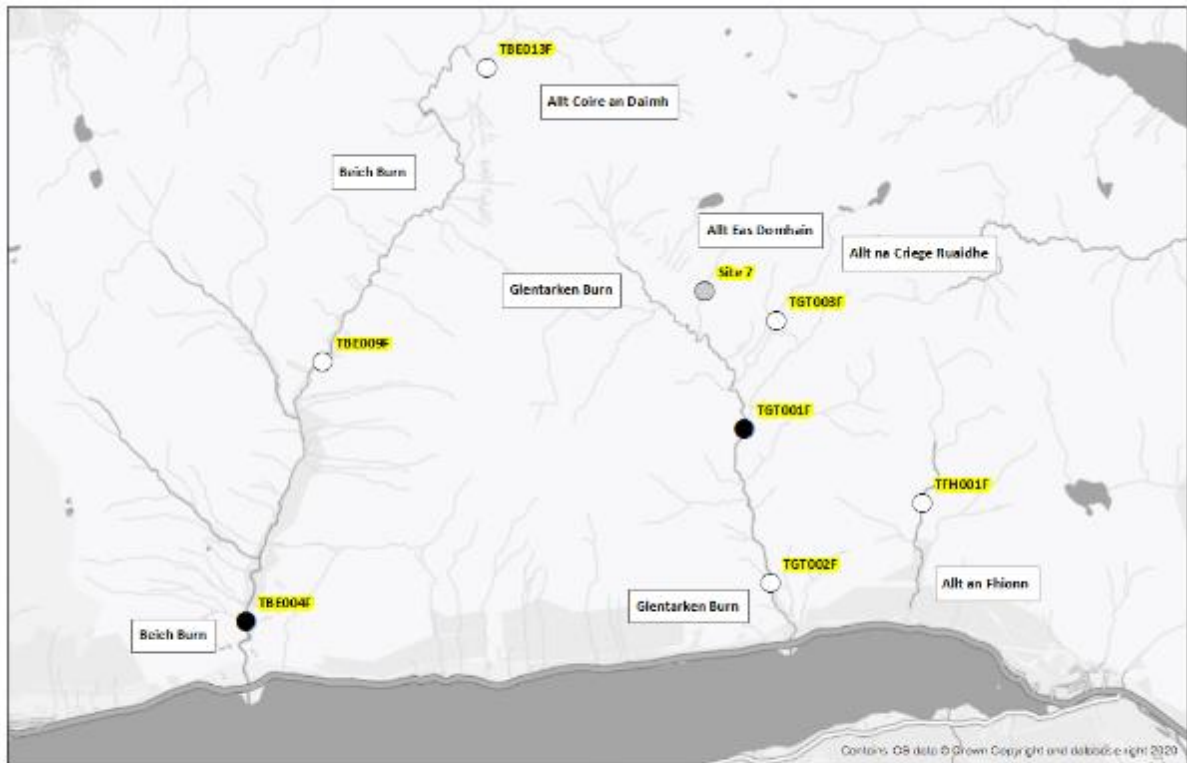 TBE013F
Allt Coire an Daimh
Beich Burn
Allt Eas Domhain
Allt na Criege Ruaidhe
Site 7
Glentarken Burn
TGT003F
TBE009F
TGT001F
TFH001F
TGT002F
Allt an Fhionn
TBE004F
Glentarken Burn
Beich Burn
Contains OS data © Crown Copyright and database right 2020